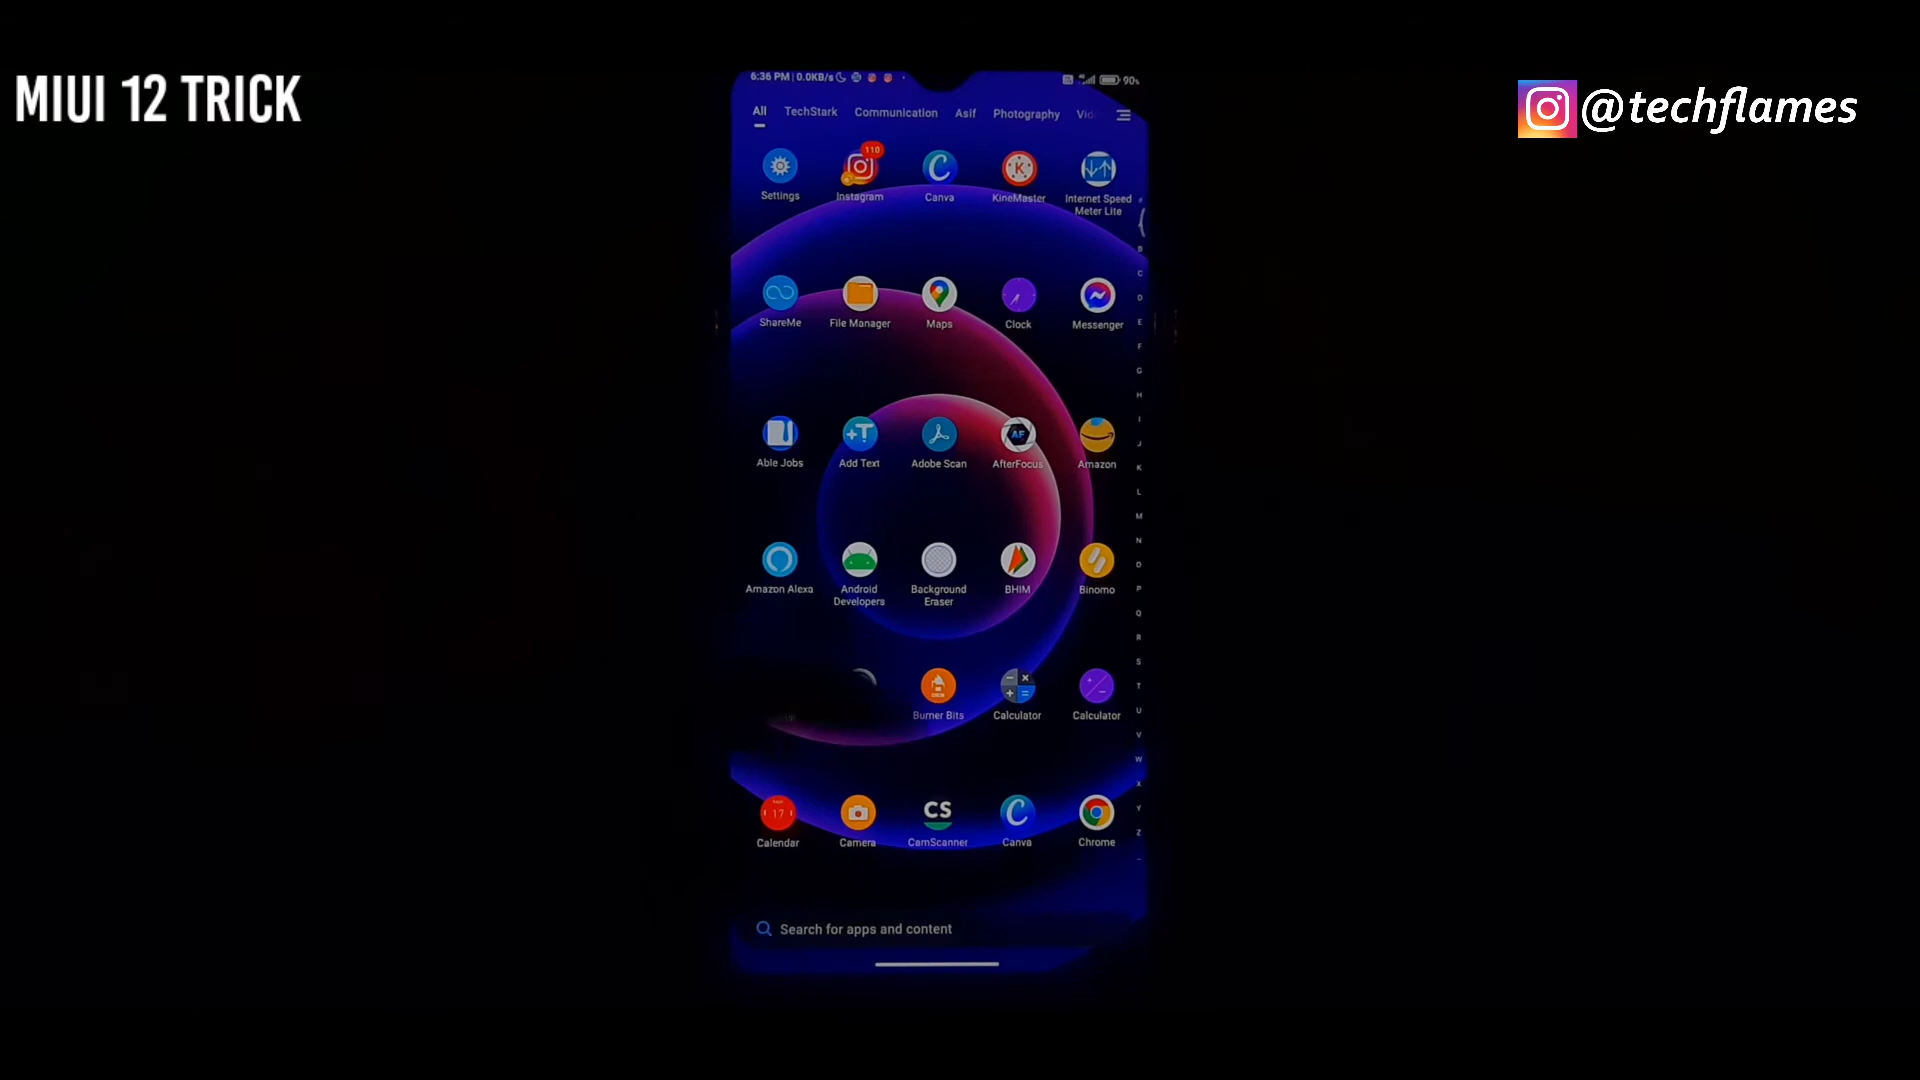 MIUI 12 TRICK
@techflames
6:36 PM | 0.0KB/s
90%
All TechStark Communication Asif Photography
110
Settings Instagram Canva KineMaster Internet Speed Meter Lite
ShareMe File Manager Maps Clock Messenger
Able Jobs Add Text Adobe Scan AfterFocus Amazon
Amazon Alexa Android Developers Background Eraser BHIM Binomo
Burner Bits Calculator Calculator
17
CS
Calendar Camera CamScanner Canva Chrome
Search for apps and content
#
B
C
D
E
F
G
H
I
J
K
L
M
N
O
P
Q
R
S
T
U
V
W
X
Y
Z